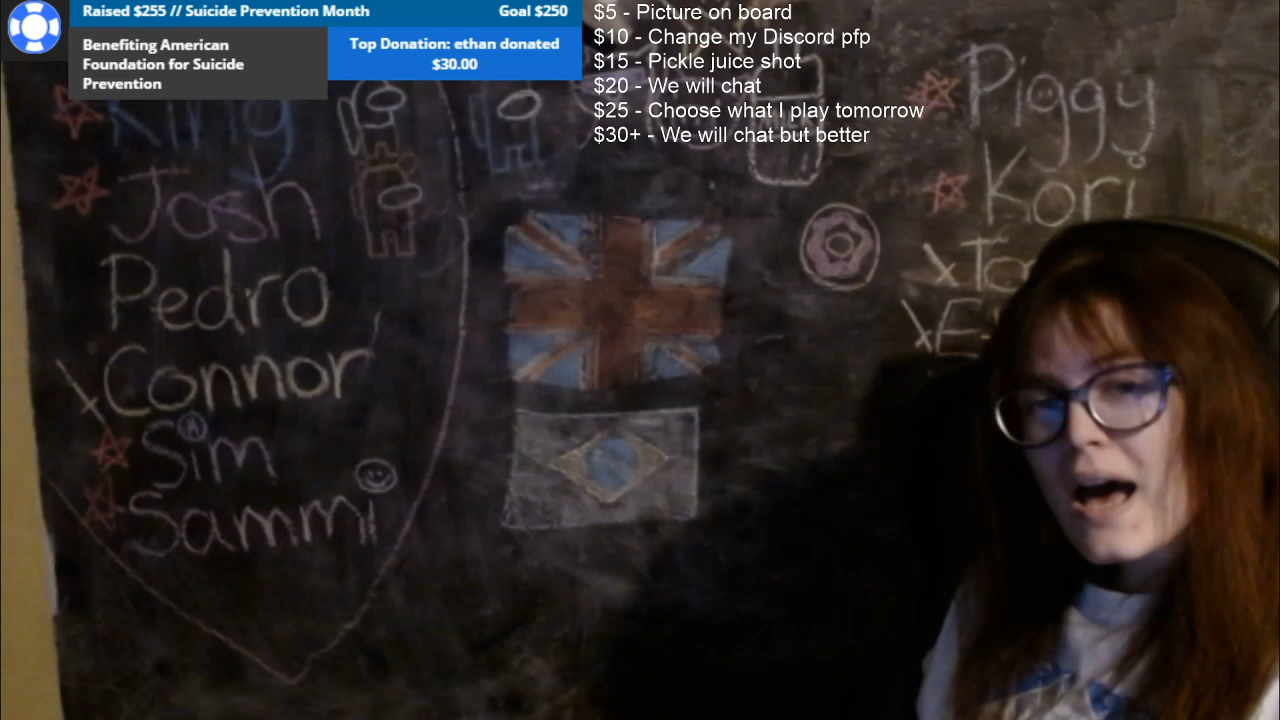 Raised $255 // Suicide Prevention Month
Goal $250
Benefiting American
Foundation for Suicide
Prevention
Top Donation: ethan donated
$30.00
$5 - Picture on board
$10 - Change my Discord pfp
$15 - Pickle juice shot
$20 - We will chat
$25 - Choose what I play tomorrow
$30+ - We will chat but better
King
Josh
Pedro
Connor
Sim
Sammi
Piggy
Kori